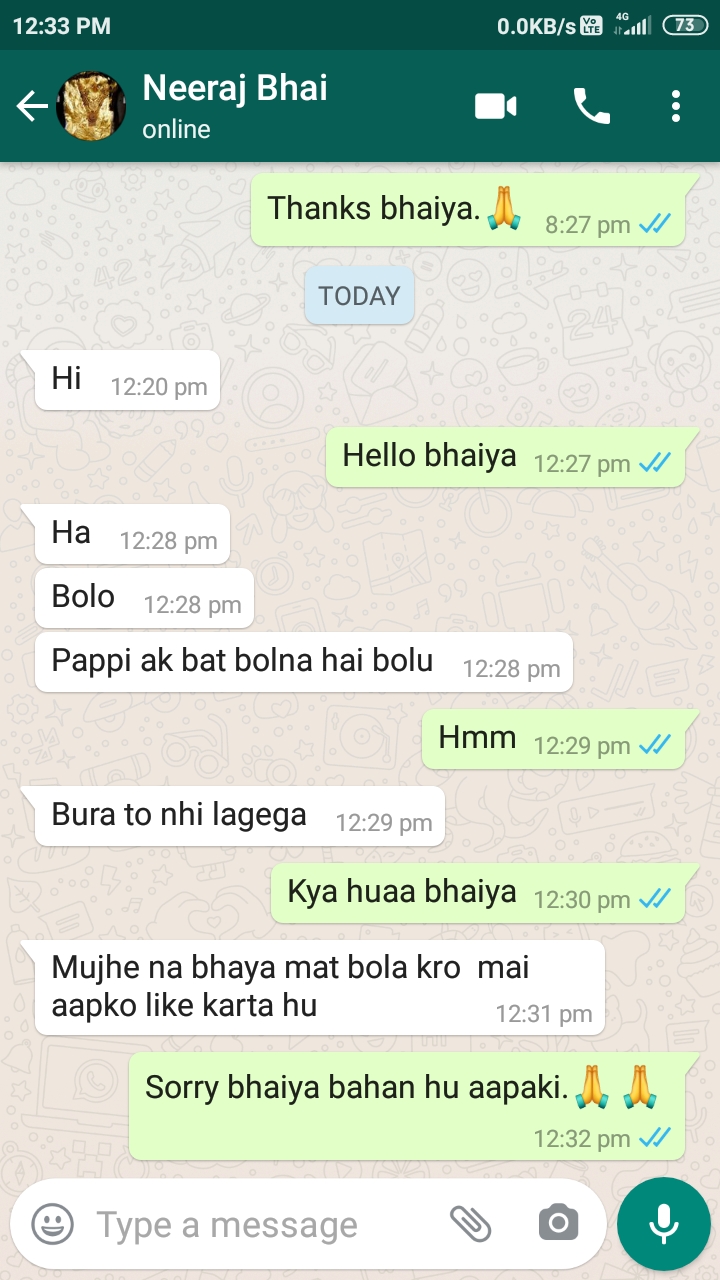 12:33 PM 0.0KB/s Vo LTE 4G 73
Neeraj Bhai
online
Thanks bhaiya.🙏 8:27 pm
TODAY
Hi 12:20 pm
Hello bhaiya 12:27 pm
Ha 12:28 pm
Bolo 12:28 pm
Pappi ak bat bolna hai bolu 12:28 pm
Hmm 12:29 pm
Bura to nhi lagega 12:29 pm
Kya huaa bhaiya 12:30 pm
Mujhe na bhaya mat bola kro mai
aapko like karta hu 12:31 pm
Sorry bhaiya bahan hu aapaki.🙏 🙏
12:32 pm
Type a message